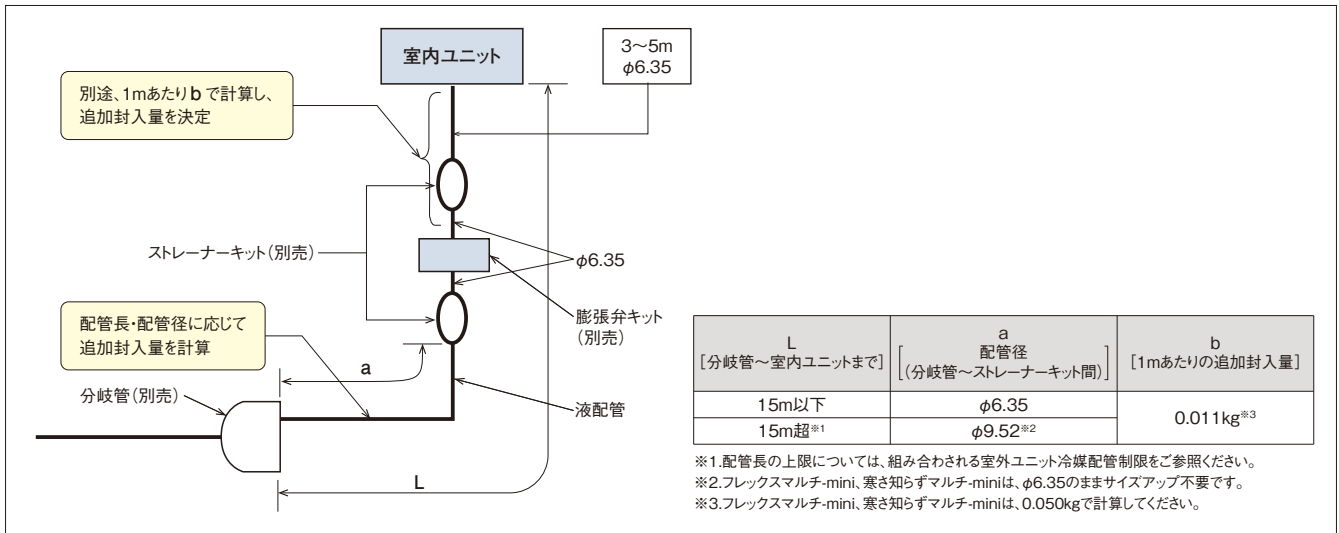 室内ユニット
3〜5m
φ6.35
別途、1mあたり b で計算し、
追加封入量を決定
ストレーナーキット(別売)
φ6.35
膨張弁キット
(別売)
配管長・配管径に応じて
追加封入量を計算
a
分岐管(別売)
液配管
L
L
[分岐管〜室内ユニットまで]
a
配管径
[(分岐管〜ストレーナーキット間)]
b
[1mあたりの追加封入量]
15m以下 φ6.35 0.011kg※3
15m超※1 φ9.52※2
※1.配管長の上限については、組み合わされる室外ユニット冷媒配管制限をご参照ください。
※2.フレックスマルチ-mini、寒さ知らずマルチ-miniは、φ6.35のままサイズアップ不要です。
※3.フレックスマルチ-mini、寒さ知らずマルチ-miniは、0.050kgで計算してください。